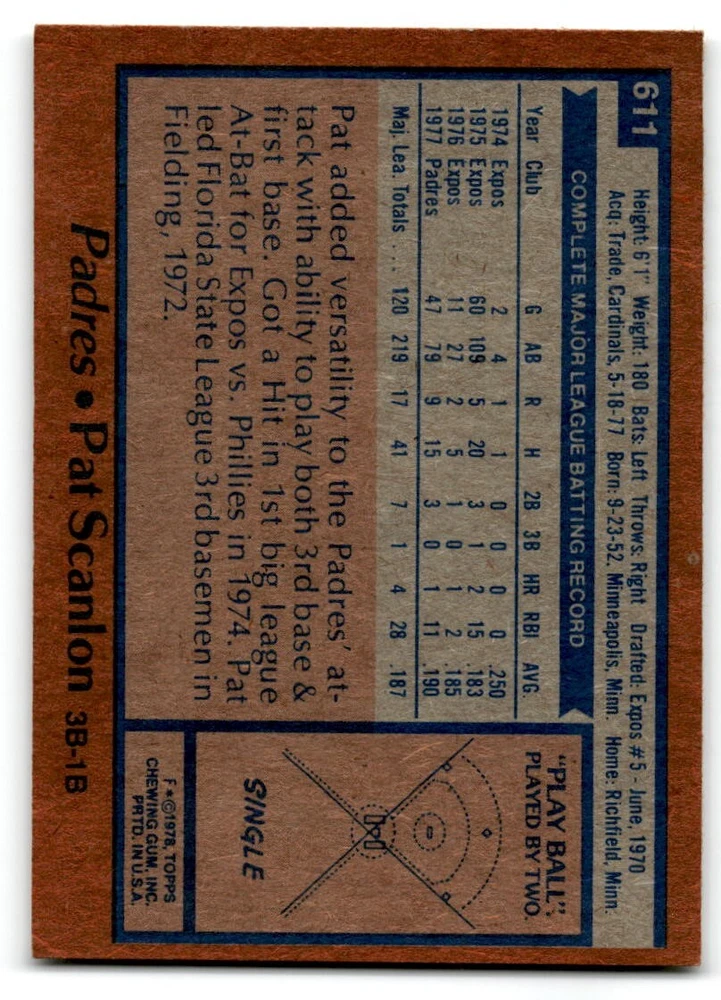 611
Height: 6'1" Weight: 180 Bats: Left Throws: Right Drafted- Expos #5 - June, 1970
Acq: Trade, Cardinals, 5-18-77 Born: 9-23-52, Minneapolis, Minn. Home: Richfield, Minn.
COMPLETE MAJOR LEAGUE BATTING RECORD
Year Club G AB R H 2B 3B HR RBI AVG.
1974 Expos 2 4 1 1 0 0 0 0 .250
1975 Expos 60 109 5 20 3 1 2 15 .183
1976 Expos 11 27 2 5 1 0 1 2 .185
1977 Padres 47 79 9 15 3 0 1 11 .190
Maj. Lea. Totals . . . 120 219 17 41 7 1 4 28 .187
Pat added versatility to the Padres' at-
tack with ability to play both 3rd base &
first base. Got a Hit in 1st big league
At-Bat for Expos vs. Phillies in 1974. Pat
led Florida State League 3rd basemen in
Fielding, 1972.
"PLAY BALL":
PLAYED BY TWO.
SINGLE
F*©1978, TOPPS
CHEWING GUM, INC.
PRTD. IN U.S.A.
Padres • Pat Scanlon 3B-1B